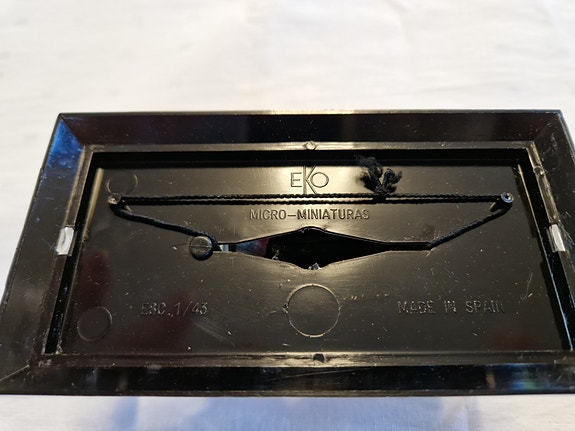 EKO
MICRO-MINIATURAS
ESC. 1/43
MADE IN SPAIN